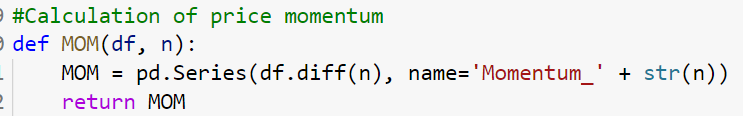 #Calculation of price momentum
def MOM(df, n):
    MOM = pd.Series(df.diff(n), name='Momentum_' + str(n))
    return MOM